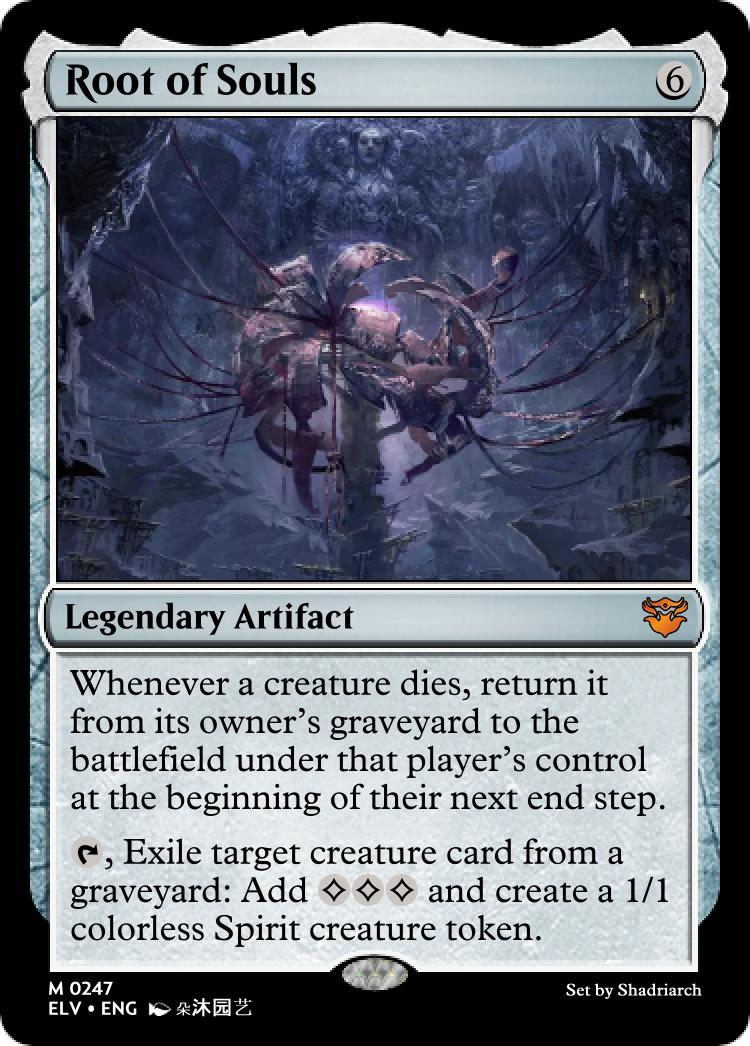 Root of Souls 6
Legendary Artifact
Whenever a creature dies, return it
from its owner's graveyard to the
battlefield under that player's control
at the beginning of their next end step.
, Exile target creature card from a
graveyard: Add and create a 1/1
colorless Spirit creature token.
M 0247
Set by Shadriarch
ELV • ENG 朵沐园艺